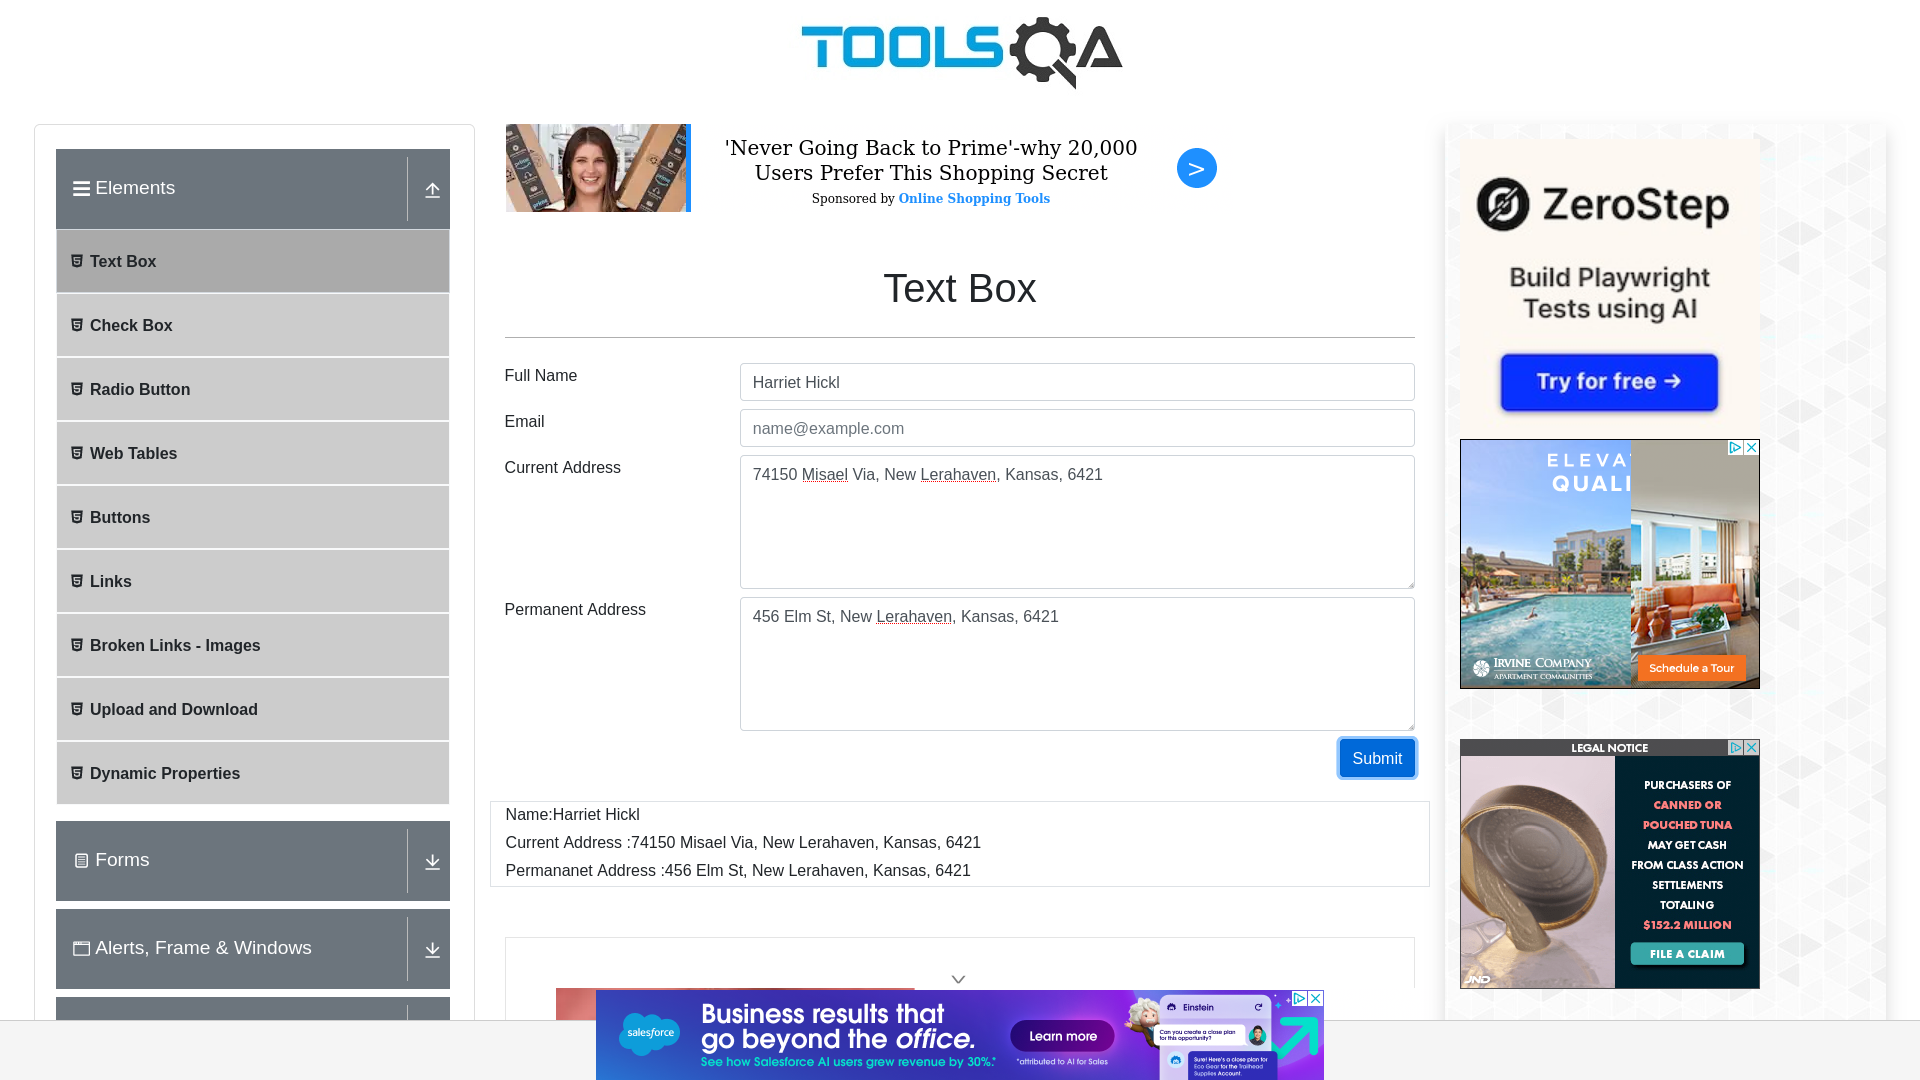 TOOLSQA
Elements
Text Box
Check Box
Radio Button
Web Tables
Buttons
Links
Broken Links - Images
Upload and Download
Dynamic Properties
Forms
Alerts, Frame & Windows
'Never Going Back to Prime'-why 20,000
Users Prefer This Shopping Secret
Sponsored by Online Shopping Tools
>
Text Box
Full Name
Harriet Hickl
Email
name@example.com
Current Address
74150 Misael Via, New Lerahaven, Kansas, 6421
Permanent Address
456 Elm St, New Lerahaven, Kansas, 6421
Submit
Name:Harriet Hickl
Current Address :74150 Misael Via, New Lerahaven, Kansas, 6421
Permananet Address :456 Elm St, New Lerahaven, Kansas, 6421
ZeroStep
Build Playwright
Tests using AI
Try for free →
ELEVA
QUALI
IRVINE COMPANY
APARTMENT COMMUNITIES
Schedule a Tour
LEGAL NOTICE
PURCHASERS OF
CANNED OR
POUCHED TUNA
MAY GET CASH
FROM CLASS ACTION
SETTLEMENTS
TOTALING
$152.2 MILLION
FILE A CLAIM
JND
salesforce
Business results that
go beyond the office.
See how Salesforce AI users grew revenue by 30%.*
Learn more
*attributed to AI for Sales
Einstein
Can you create a close plan
for this opportunity?
Sure! Here's a close plan for
Eco Gear for the Trailhead
Supplies Account.